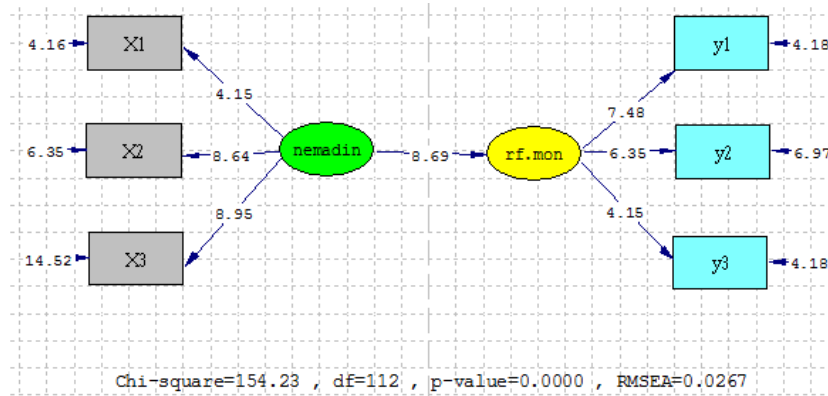 4.16 X1 y1 4.18
4.15 7.48
6.35 X2 8.64 nemadin 8.69 rf.mon 6.35 y2 6.97
8.95 4.15
14.52 X3 y3 4.18
Chi-square=154.23 , df=112 , p-value=0.0000 , RMSEA=0.0267